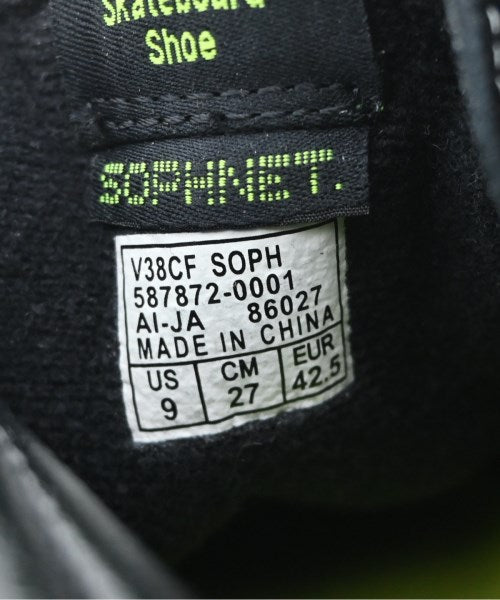 Skateboard
Shoe
SOPHNET.
V38CF SOPH
587872-0001
AI-JA 86027
MADE IN CHINA
US CM EUR
9 27 42.5